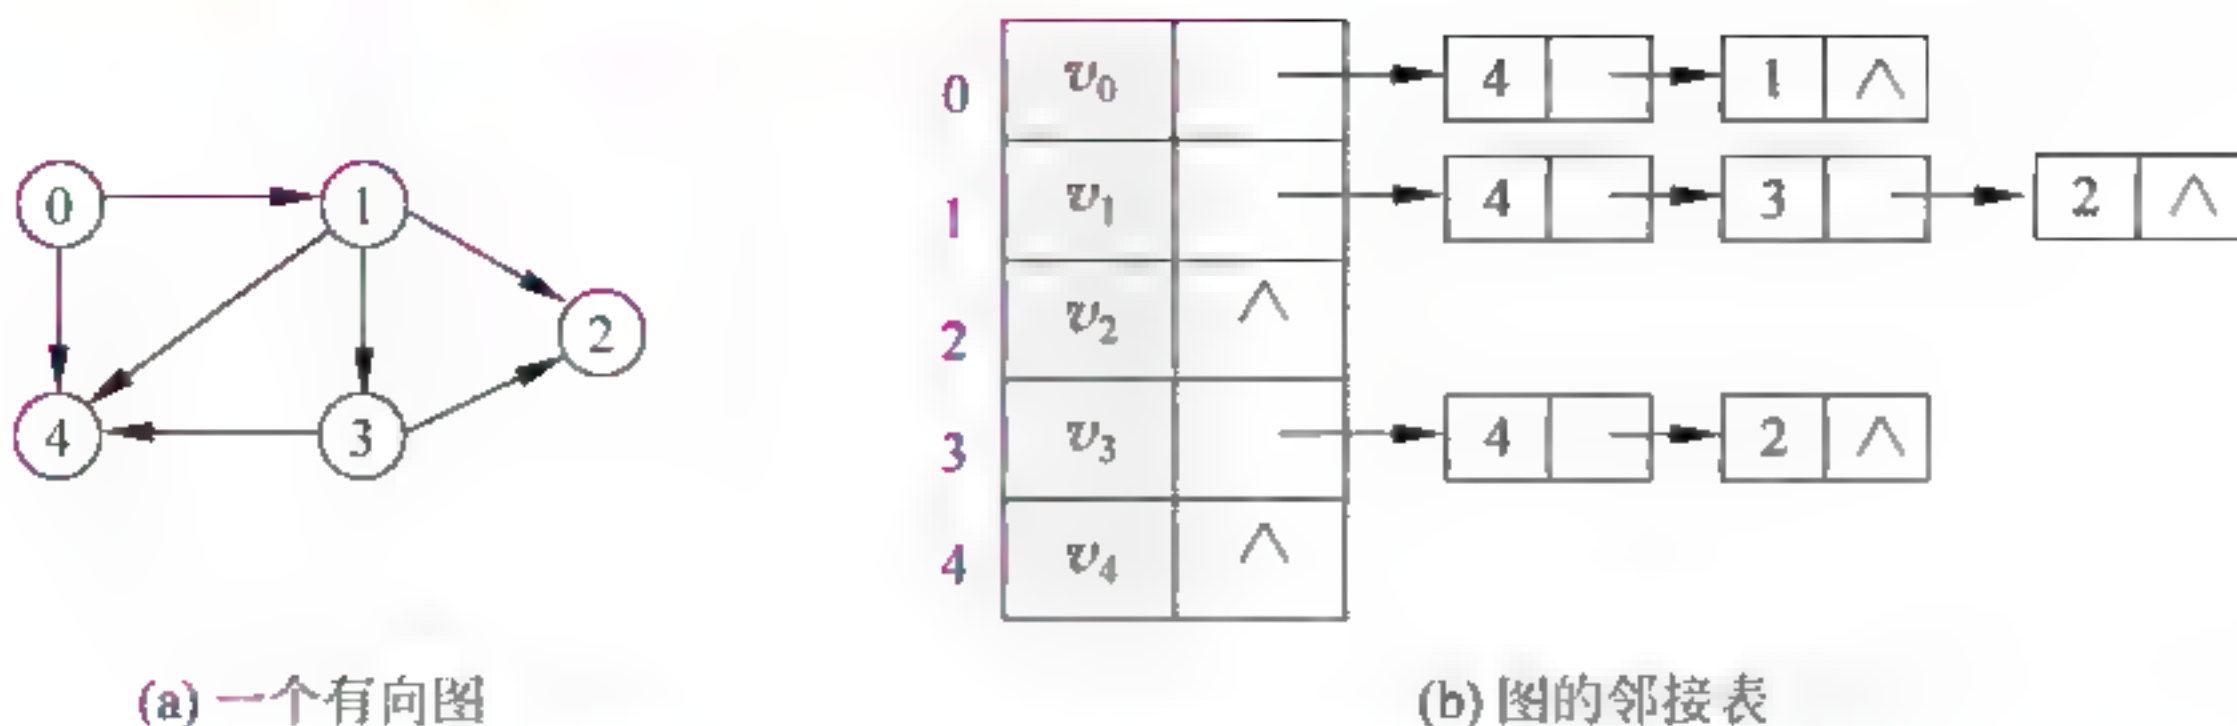 0 1
2
4 3
(a) 一个有向图
0 v₀ 4 1 ∧
1 v₁ 4 3 2 ∧
2 v₂ ∧
3 v₃ 4 2 ∧
4 v₄ ∧
(b) 图的邻接表